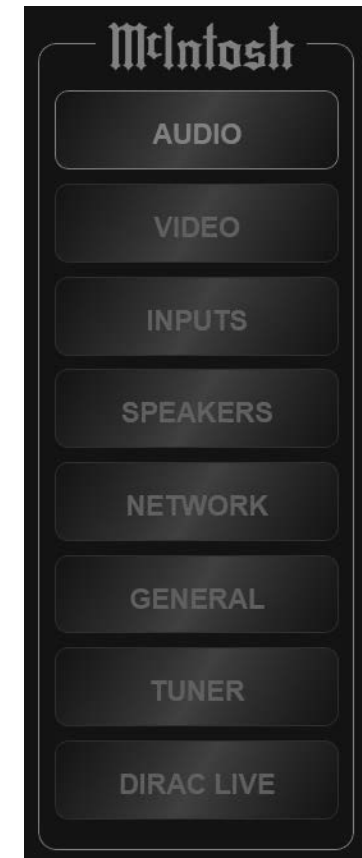 McIntosh
AUDIO
VIDEO
INPUTS
SPEAKERS
NETWORK
GENERAL
TUNER
DIRAC LIVE